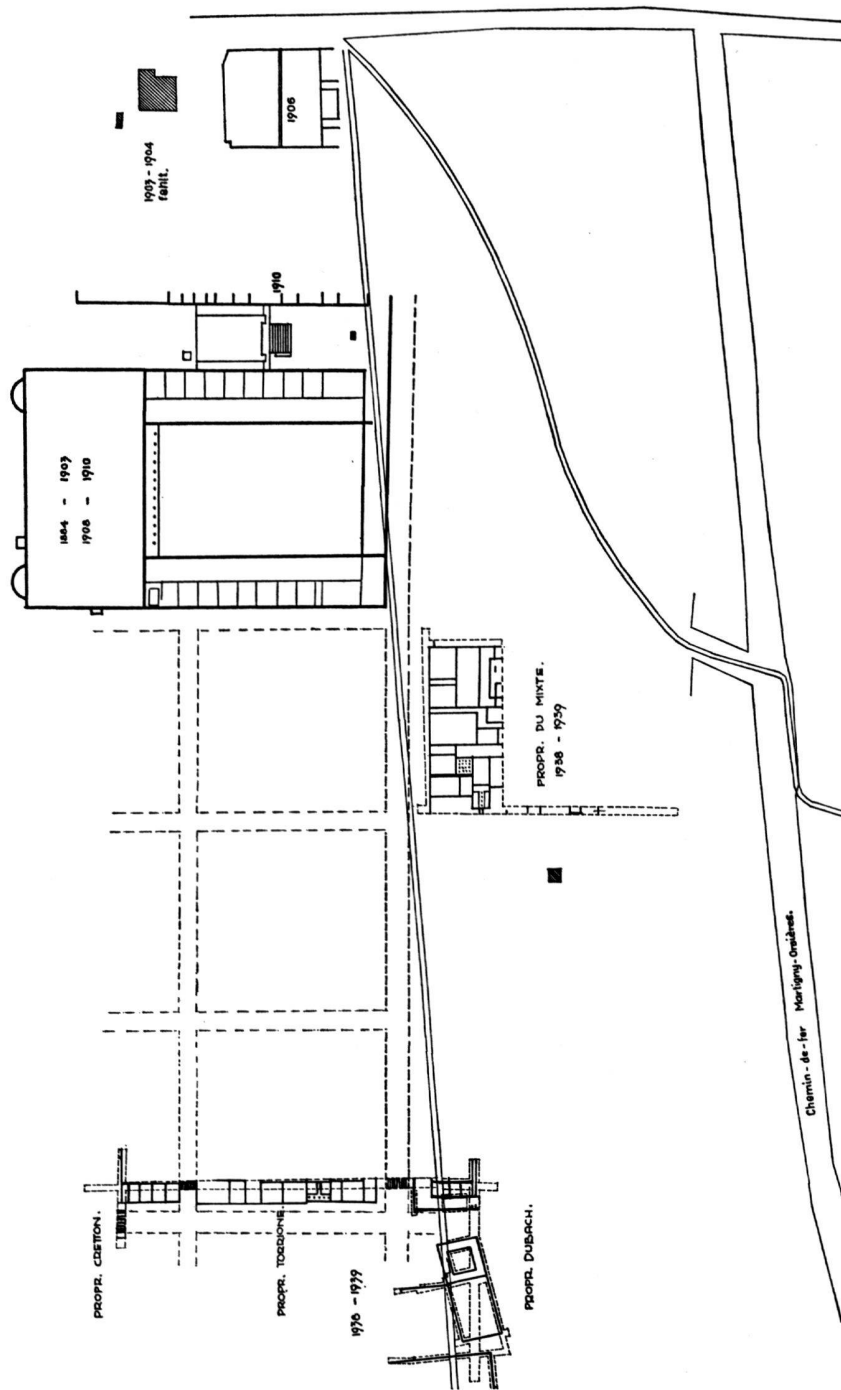 1906
1903 - 1904
fehlt.
1910
1884 - 1903
1908 - 1910
PROPR. DU MIXTE.
1938 - 1939
Chemin-de-fer Martigny-Orsières.
PROPR. CRETTON.
PROPR. TORRIONE.
1938 - 1939
PROPR. DUBACH.